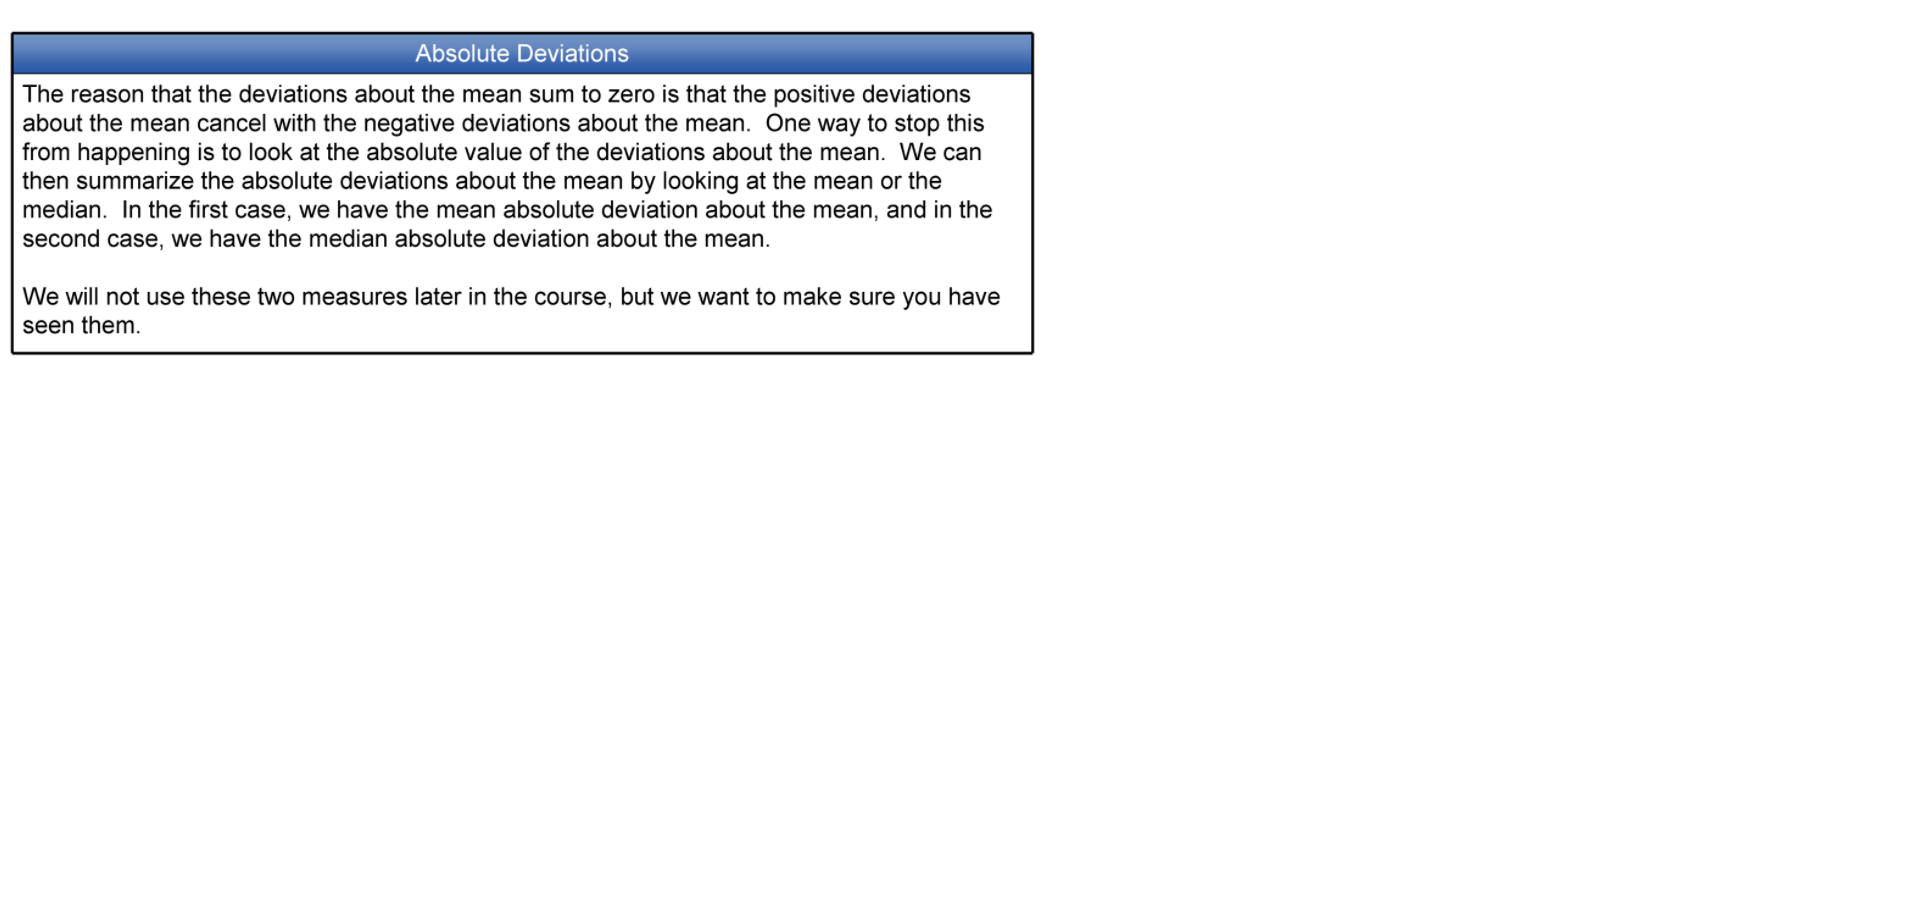 Absolute Deviations
The reason that the deviations about the mean sum to zero is that the positive deviations
about the mean cancel with the negative deviations about the mean.  One way to stop this
from happening is to look at the absolute value of the deviations about the mean.  We can
then summarize the absolute deviations about the mean by looking at the mean or the
median.  In the first case, we have the mean absolute deviation about the mean, and in the
second case, we have the median absolute deviation about the mean.
We will not use these two measures later in the course, but we want to make sure you have
seen them.